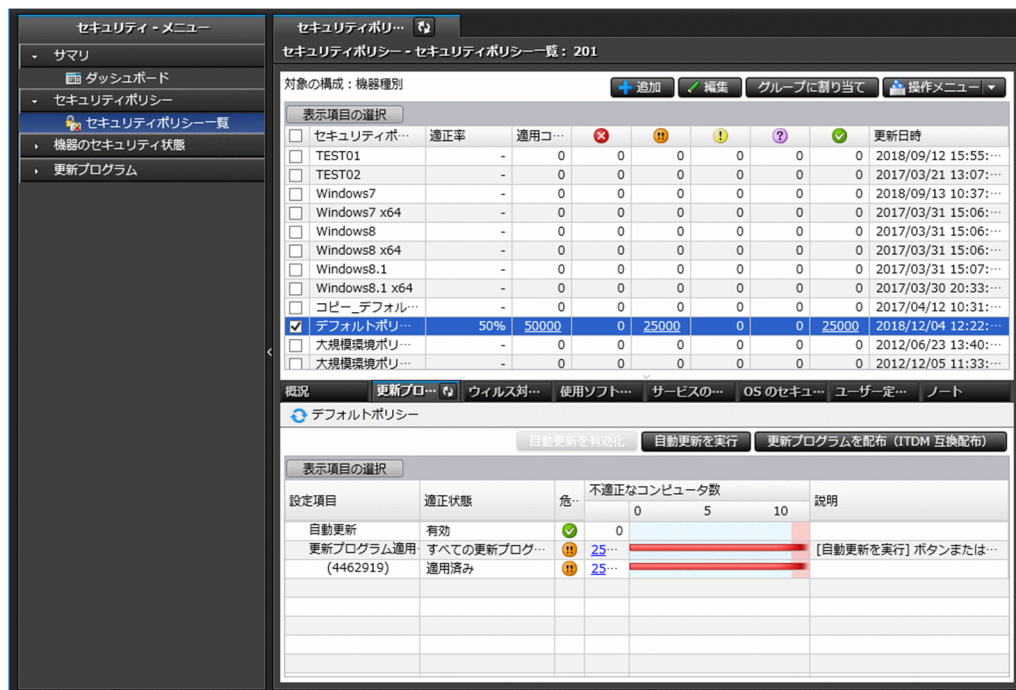 セキュリティ - メニュー
サマリ
ダッシュボード
セキュリティポリシー
セキュリティポリシー一覧
機器のセキュリティ状態
更新プログラム
セキュリティポリ…
セキュリティポリシー - セキュリティポリシー一覧: 201
対象の構成：機器種別
追加 編集 グループに割り当て 操作メニュー
表示項目の選択
セキュリティポ… 適正率 適用コ… 更新日時
TEST01 - 0 0 0 0 0 0 2018/09/12 15:55:…
TEST02 - 0 0 0 0 0 0 2017/03/21 13:07:…
Windows7 - 0 0 0 0 0 0 2018/09/13 10:37:…
Windows7 x64 - 0 0 0 0 0 0 2017/03/31 15:06:…
Windows8 - 0 0 0 0 0 0 2017/03/31 15:06:…
Windows8 x64 - 0 0 0 0 0 0 2017/03/31 15:06:…
Windows8.1 - 0 0 0 0 0 0 2017/03/31 15:07:…
Windows8.1 x64 - 0 0 0 0 0 0 2017/03/30 20:33:…
コピー_デフォル… - 0 0 0 0 0 0 2017/04/12 10:31:…
デフォルトポリ… 50% 50000 0 25000 0 0 25000 2018/12/04 12:22:…
大規模環境ポリ… - 0 0 0 0 0 0 2012/06/23 13:40:…
大規模環境ポリ… - 0 0 0 0 0 0 2012/12/05 11:33:…
概況 更新プロ… ウィルス対… 使用ソフト… サービスの… OS のセキュ… ユーザー定… ノート
デフォルトポリシー
自動更新を有効化 自動更新を実行 更新プログラムを配布（ITDM 互換配布）
表示項目の選択
設定項目 適正状態 危… 不適正なコンピュータ数 説明
0 5 10
自動更新 有効 0
更新プログラム適用 すべての更新プログ… 25… [自動更新を実行] ボタンまたは…
(4462919) 適用済み 25…